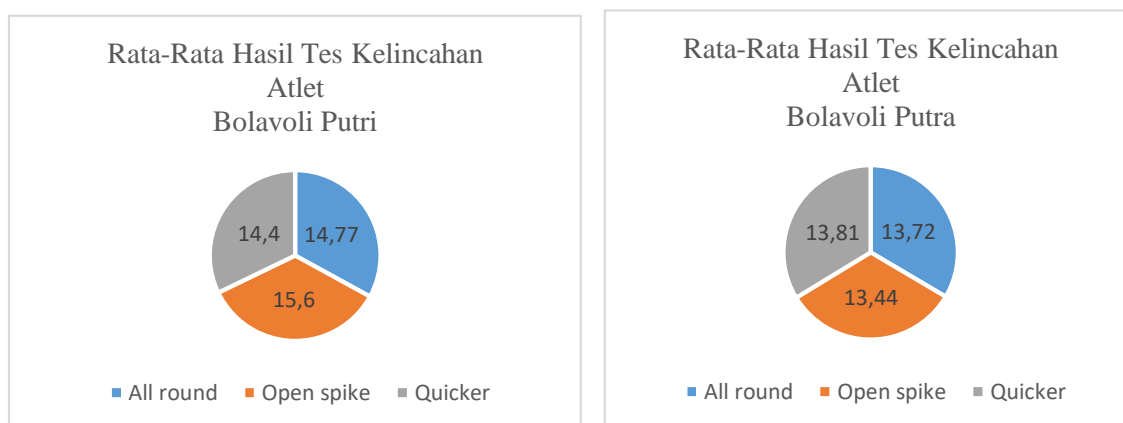 Rata-Rata Hasil Tes Kelincahan
Atlet
Bolavoli Putri
14,4
14,77
15,6
All round
Open spike
Quicker
Rata-Rata Hasil Tes Kelincahan
Atlet
Bolavoli Putra
13,81
13,72
13,44
All round
Open spike
Quicker